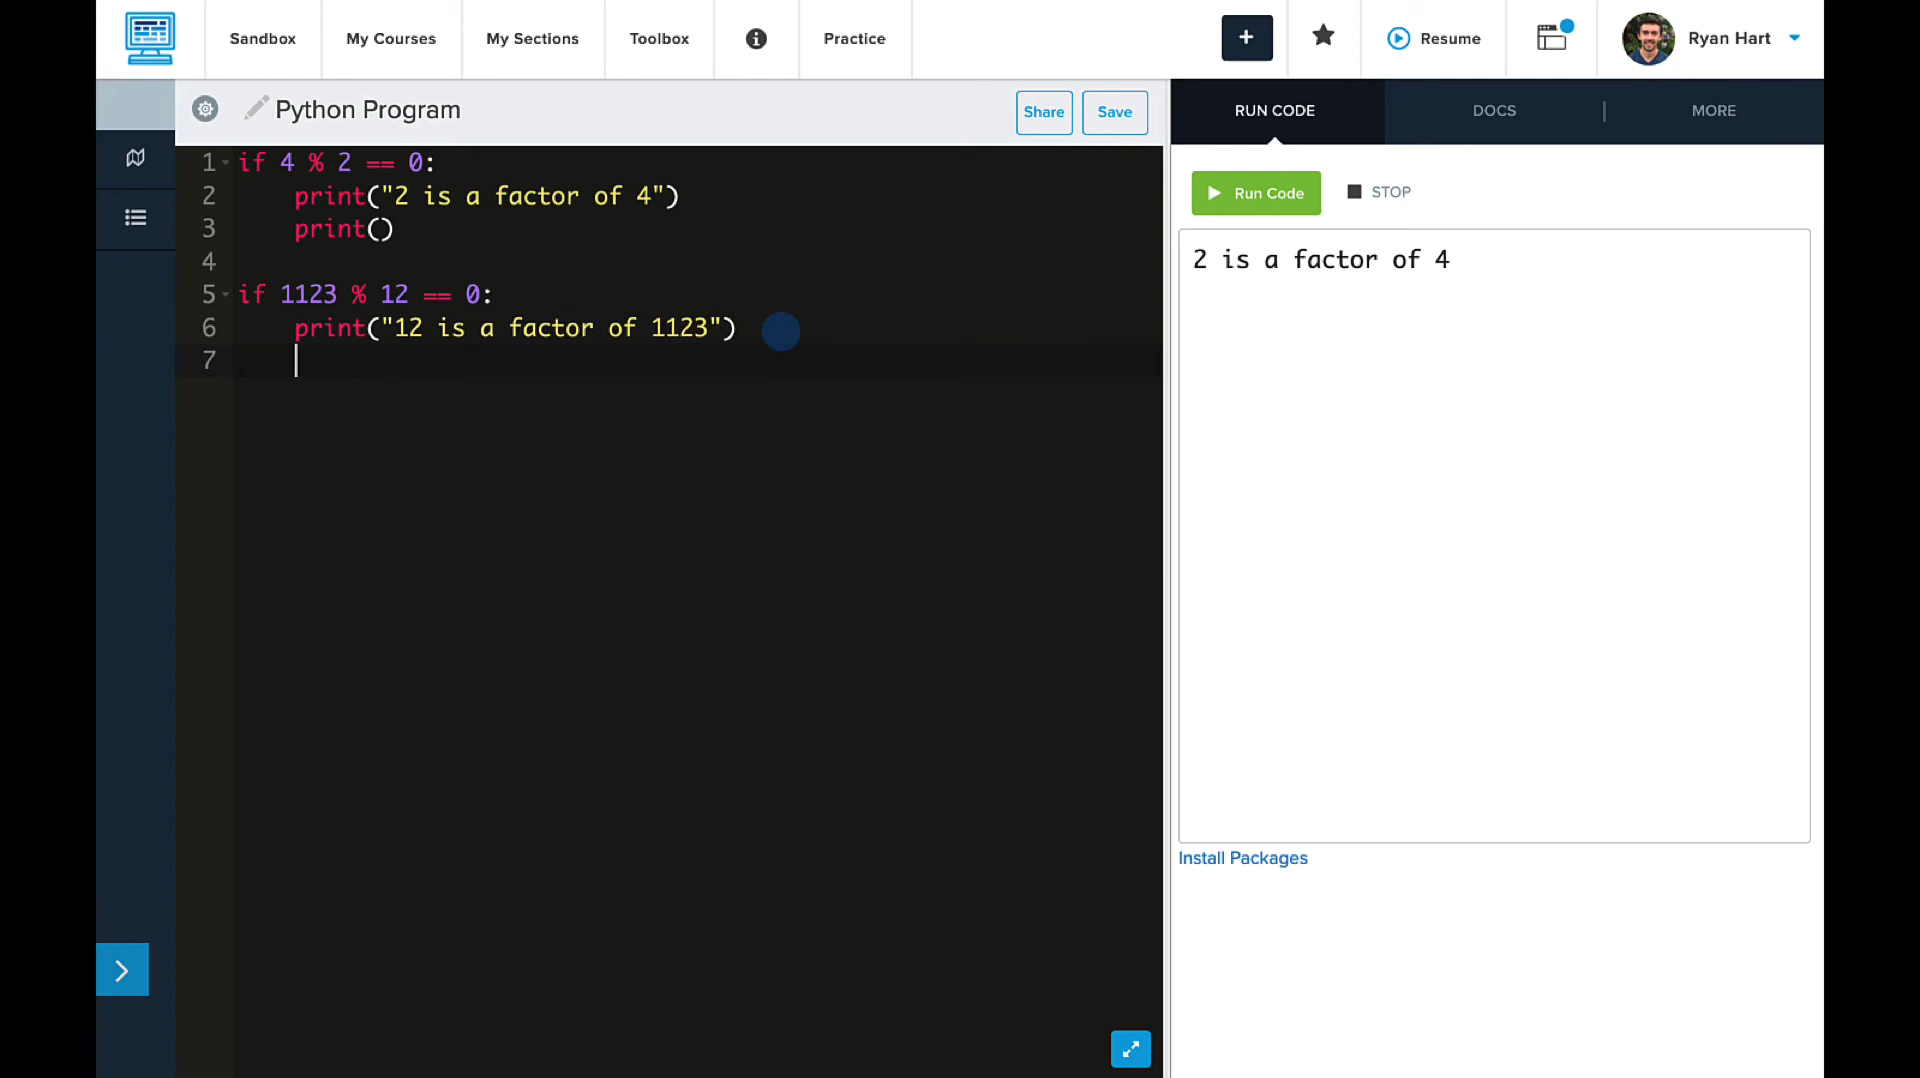 Sandbox My Courses My Sections Toolbox Practice + Resume Ryan Hart
Python Program Share Save
RUN CODE DOCS | MORE
1 if 4 % 2 == 0:
2 print("2 is a factor of 4")
3 print()
4
5 if 1123 % 12 == 0:
6 print("12 is a factor of 1123")
7
Run Code STOP
2 is a factor of 4
Install Packages